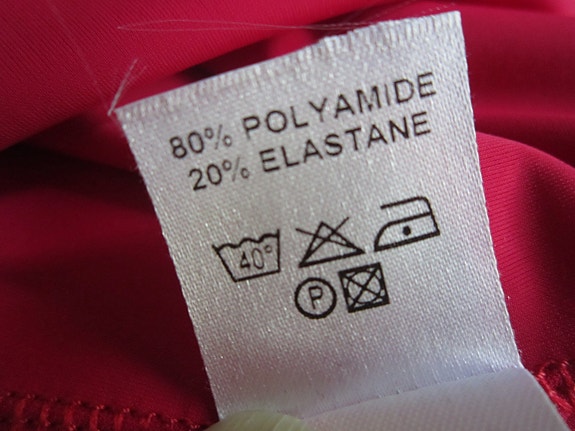 80% POLYAMIDE
20% ELASTANE
40°
P